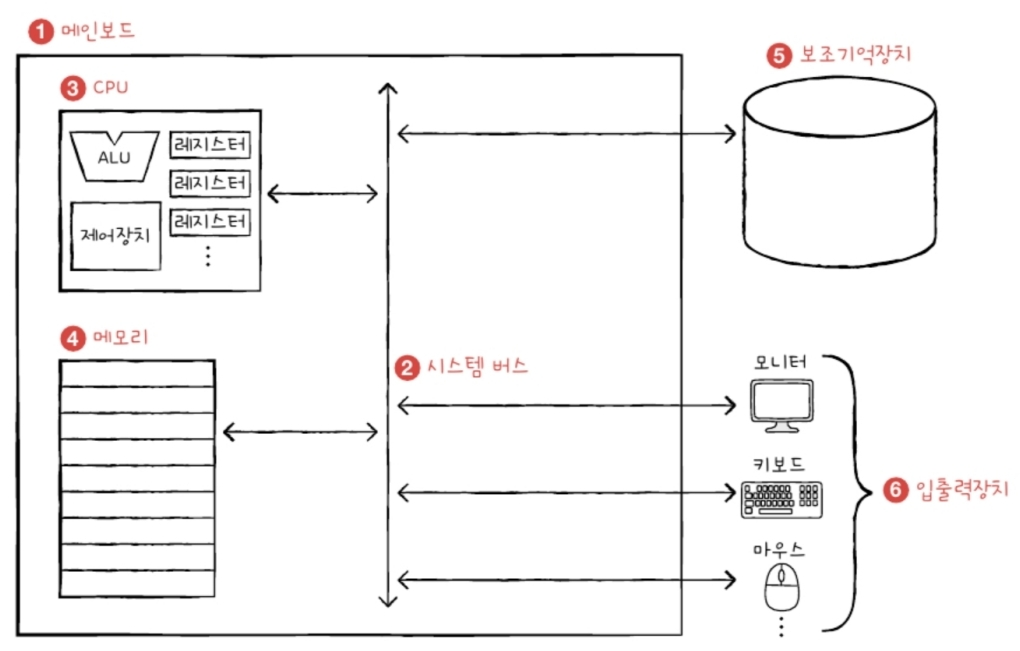 1 메인보드
5 보조기억장치
3 CPU
ALU
레지스터
레지스터
레지스터
제어장치
4 메모리
2 시스템 버스
모니터
키보드
마우스
6 입출력장치